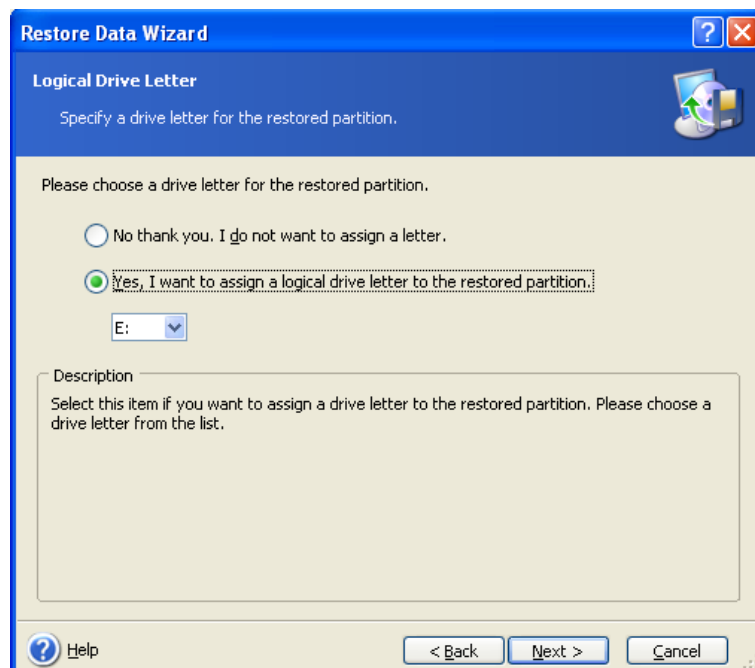 Restore Data Wizard
Logical Drive Letter
Specify a drive letter for the restored partition.
Please choose a drive letter for the restored partition.
No thank you. I do not want to assign a letter.
Yes, I want to assign a logical drive letter to the restored partition.
E:
Description
Select this item if you want to assign a drive letter to the restored partition. Please choose a
drive letter from the list.
Help
< Back
Next >
Cancel